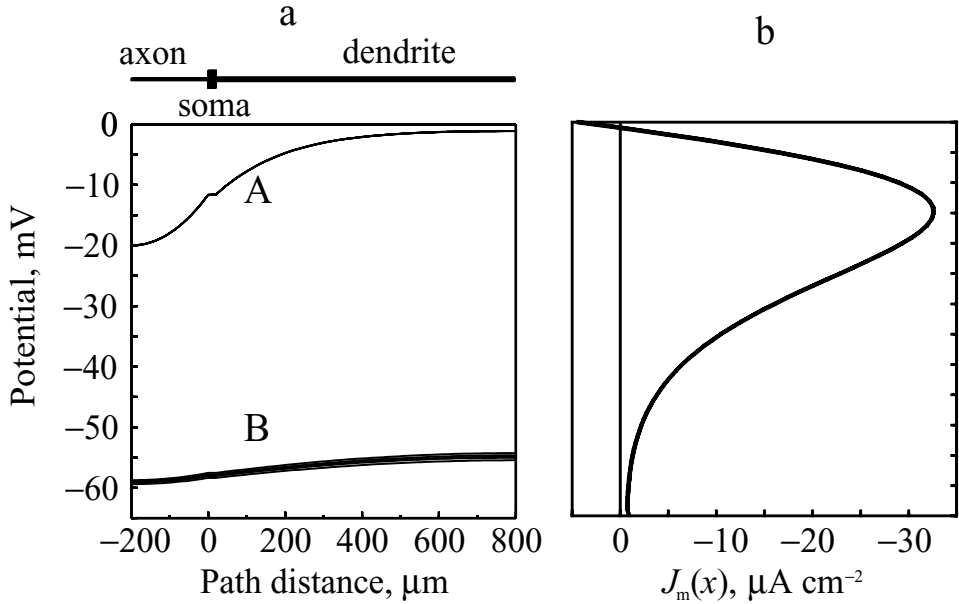 a
b
axon
dendrite
soma
0
−10
−20
−30
−40
−50
−60
Potential, mV
A
B
−200 0 200 400 600 800
Path distance, µm
0 −10 −20 −30
Jm(x), µA cm−2